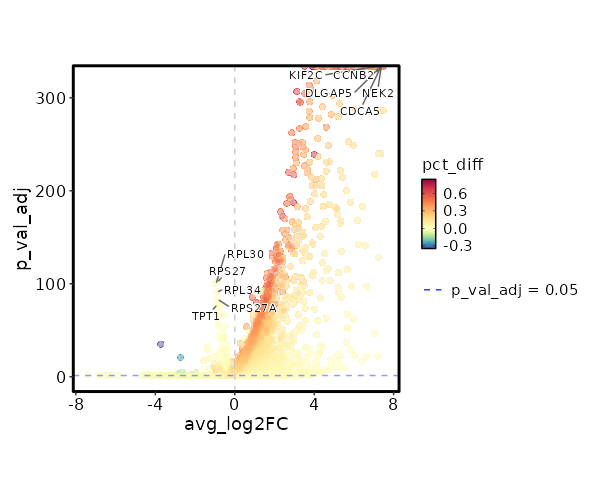 KIF2C CCNB2
DLGAP5 NEK2
CDCA5
RPL30
RPS27
RPL34
RPS27A
TPT1
p_val_adj
300
200
100
0
-8 -4 0 4 8
avg_log2FC
pct_diff
0.6
0.3
0.0
-0.3
p_val_adj = 0.05